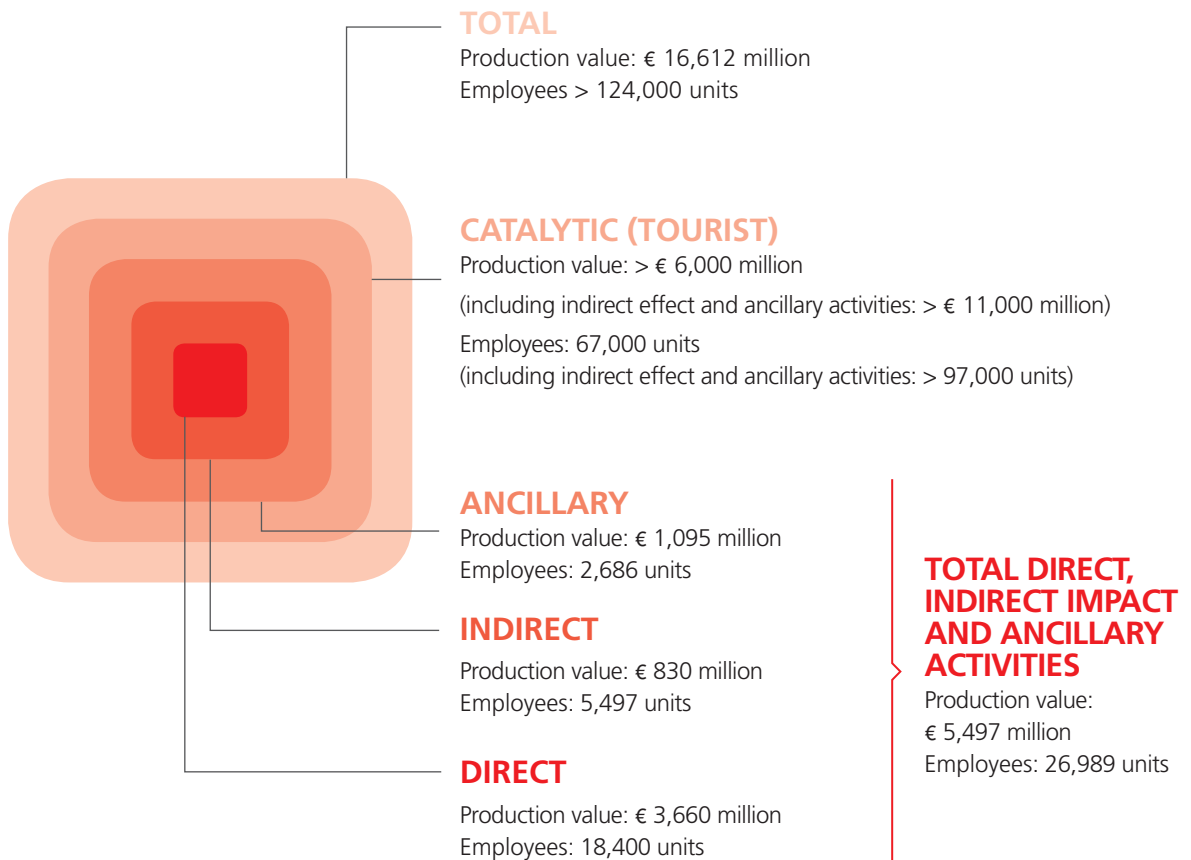 TOTAL
Production value: € 16,612 million
Employees > 124,000 units
CATALYTIC (TOURIST)
Production value: > € 6,000 million
(including indirect effect and ancillary activities: > € 11,000 million)
Employees: 67,000 units
(including indirect effect and ancillary activities: > 97,000 units)
ANCILLARY
Production value: € 1,095 million
Employees: 2,686 units
INDIRECT
Production value: € 830 million
Employees: 5,497 units
DIRECT
Production value: € 3,660 million
Employees: 18,400 units
TOTAL DIRECT,
INDIRECT IMPACT
AND ANCILLARY
ACTIVITIES
Production value:
€ 5,497 million
Employees: 26,989 units